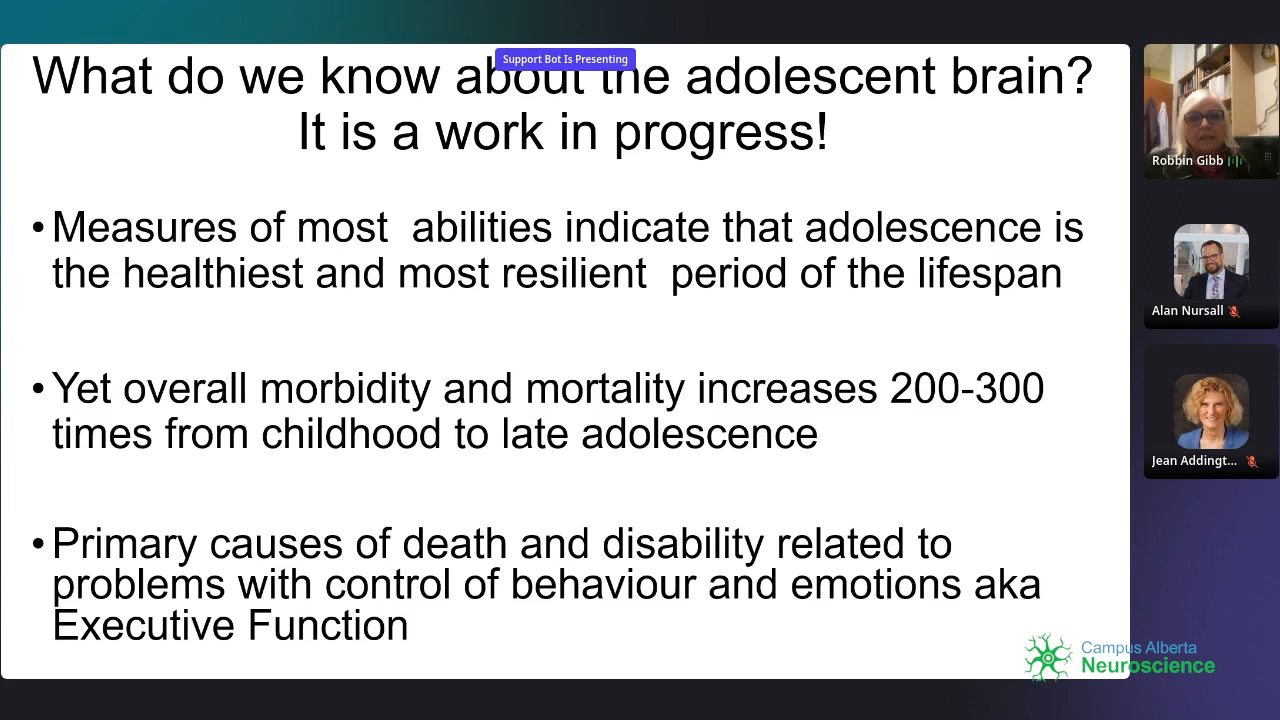 Support Bot Is Presenting
What do we know about the adolescent brain?
It is a work in progress!
• Measures of most abilities indicate that adolescence is
the healthiest and most resilient period of the lifespan
• Yet overall morbidity and mortality increases 200-300
times from childhood to late adolescence
• Primary causes of death and disability related to
problems with control of behaviour and emotions aka
Executive Function
Robbin Gibb
Alan Nursall
Jean Addingt...
Campus Alberta
Neuroscience